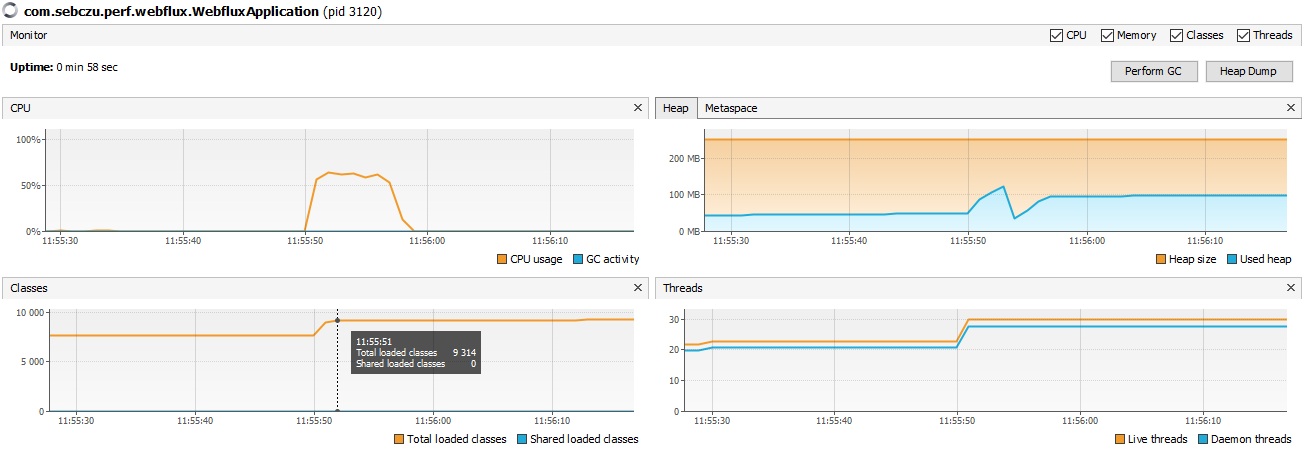 com.sebczu.perf.webflux.WebfluxApplication (pid 3120)
Monitor
CPU Memory Classes Threads
Uptime: 0 min 58 sec
Perform GC Heap Dump
CPU
100%
50%
0%
11:55:30 11:55:40 11:55:50 11:56:00 11:56:10
CPU usage GC activity
Heap Metaspace
200 MB
100 MB
0 MB
11:55:30 11:55:40 11:55:50 11:56:00 11:56:10
Heap size Used heap
Classes
10 000
5 000
0
11:55:51
Total loaded classes 9 314
Shared loaded classes 0
11:55:30 11:55:40 11:55:50 11:56:00 11:56:10
Total loaded classes Shared loaded classes
Threads
30
20
10
0
11:55:30 11:55:40 11:55:50 11:56:00 11:56:10
Live threads Daemon threads